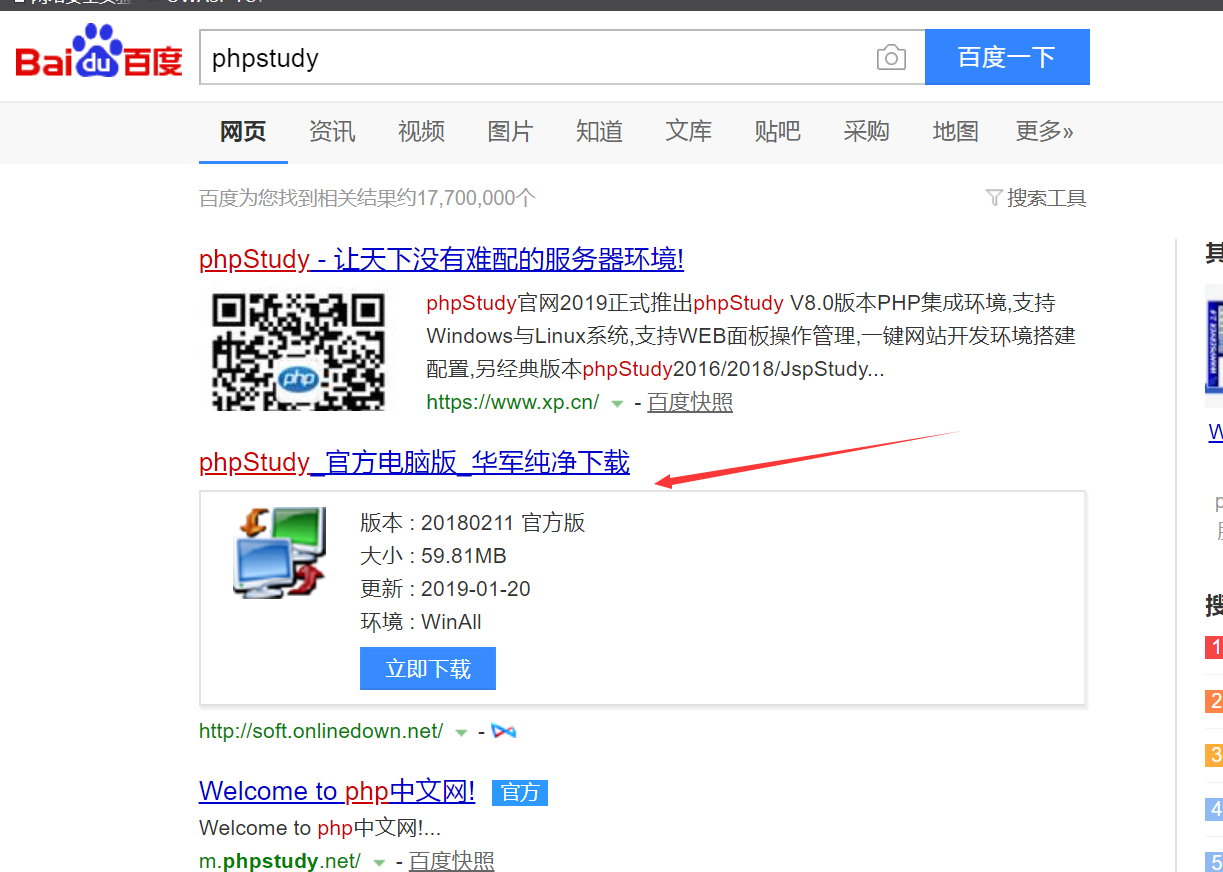 Baidu百度
phpstudy
百度一下
网页 资讯 视频 图片 知道 文库 贴吧 采购 地图 更多»
百度为您找到相关结果约17,700,000个
搜索工具
phpStudy - 让天下没有难配的服务器环境!
phpStudy官网2019正式推出phpStudy V8.0版本PHP集成环境,支持
Windows与Linux系统,支持WEB面板操作管理,一键网站开发环境搭建
配置,另经典版本phpStudy2016/2018/JspStudy...
https://www.xp.cn/ - 百度快照
php
phpStudy_官方电脑版_华军纯净下载
版本 : 20180211 官方版
大小 : 59.81MB
更新 : 2019-01-20
环境 : WinAll
立即下载
http://soft.onlinedown.net/ -
Welcome to php中文网! 官方
Welcome to php中文网!...
m.phpstudy.net/ - 百度快照
其
W
搜
1
2
3
4
5